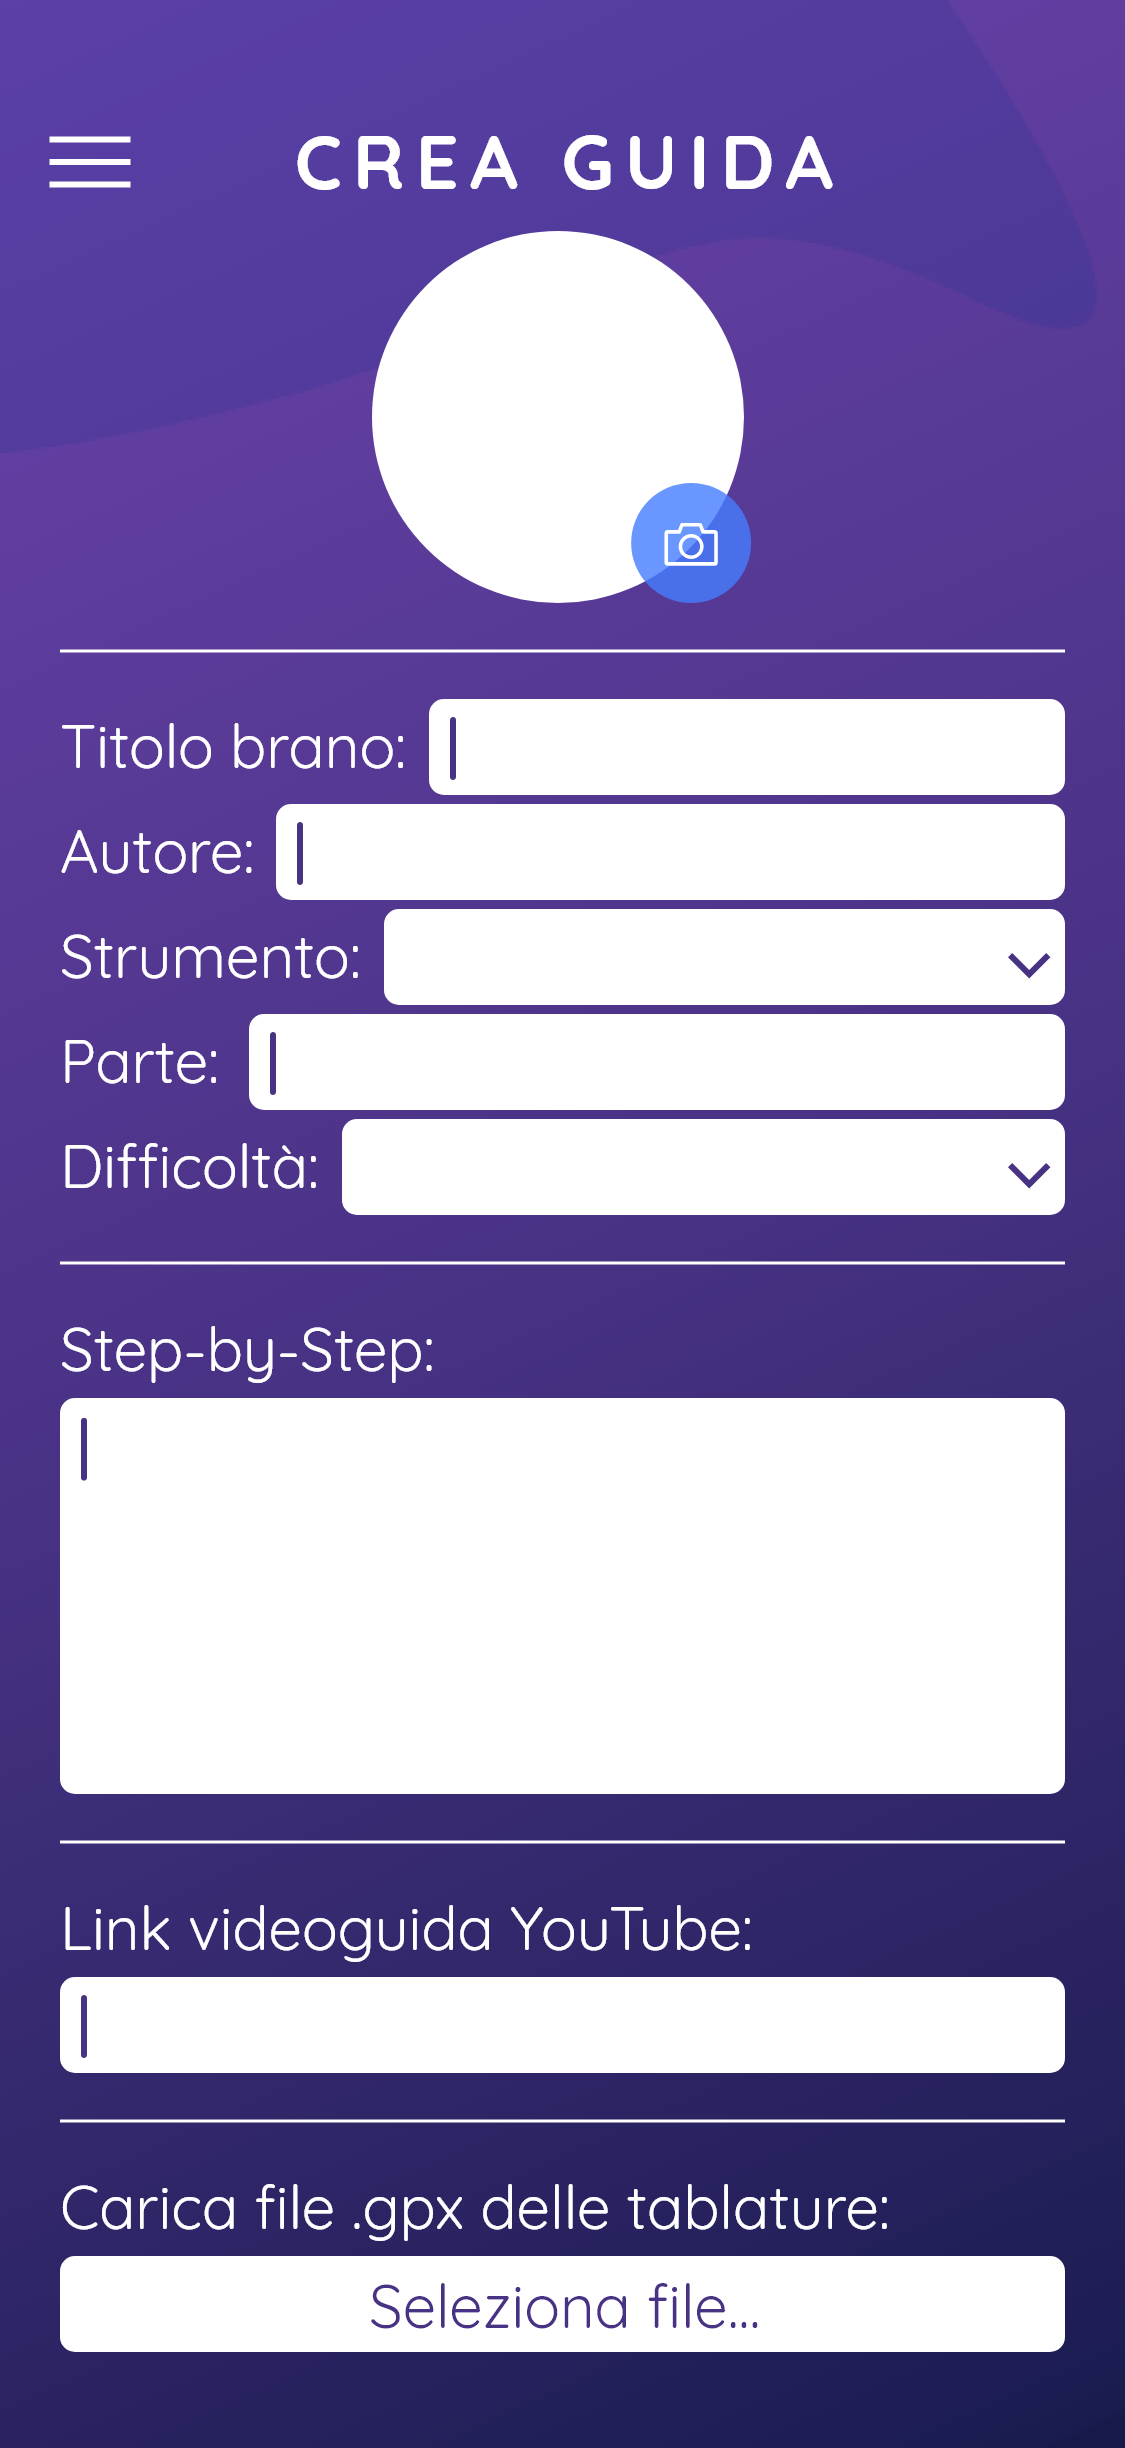 CREA GUIDA
Titolo brano:
Autore:
Strumento:
Parte:
Difficoltà:
Step-by-Step:
Link videoguida YouTube:
Carica file .gpx delle tablature:
Seleziona file...